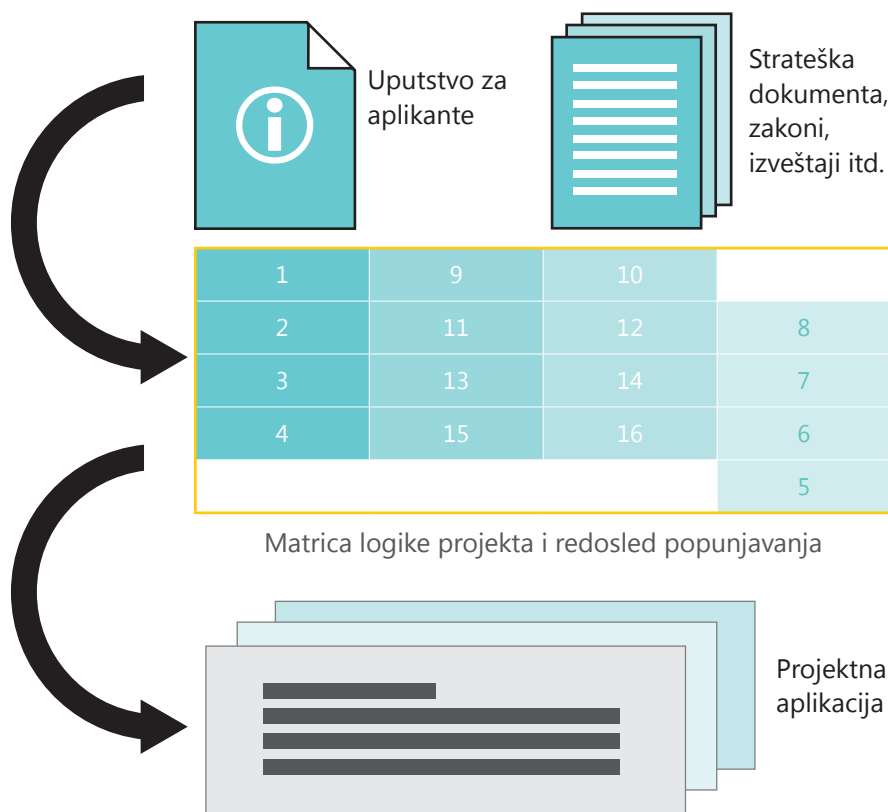 Uputstvo za
aplikante
Strateška
dokumenta,
zakoni,
izveštaji itd.
1 9 10
2 11 12 8
3 13 14 7
4 15 16 6
5
Matrica logike projekta i redosled popunjavanja
Projektna
aplikacija